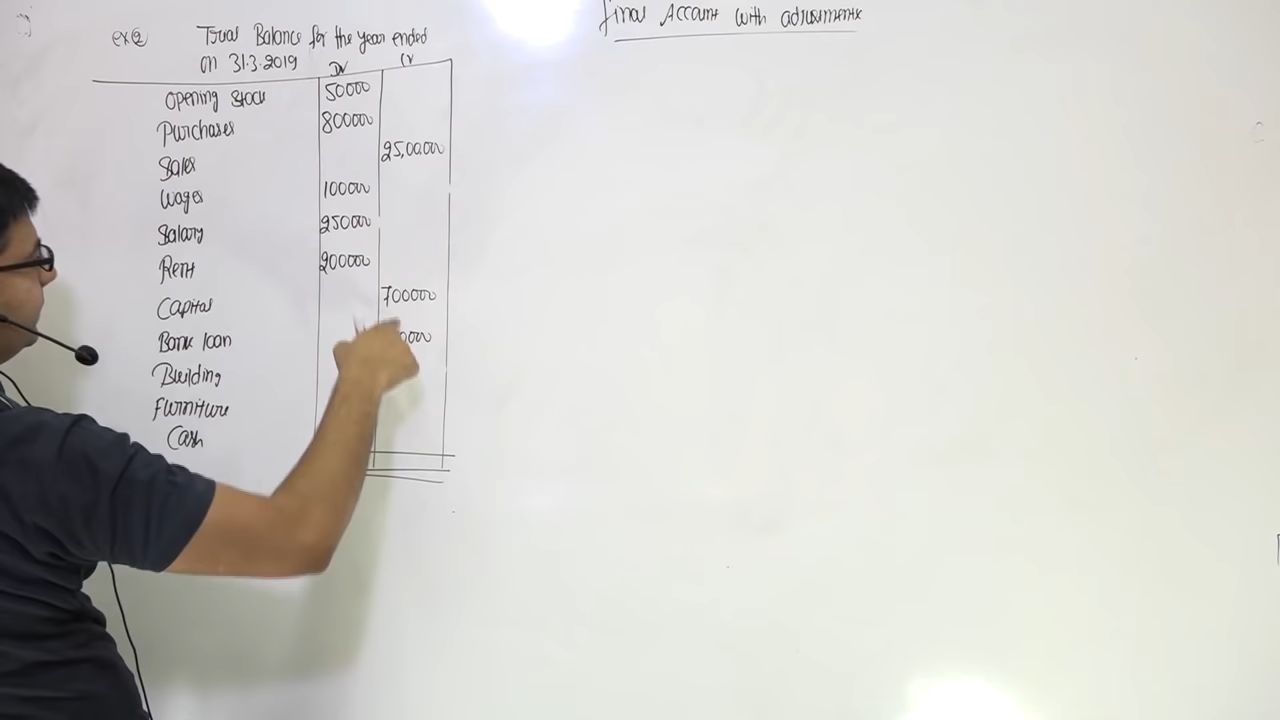 Final Account with adjustments
ex②
Trial Balance for the year ended
on 31.3.2019 Dr Cr
Opening Stock 50000
Purchases 800000
Sales 25,00,000
Wages 100000
Salary 250000
Rent 200000
Capital 700000
Bank loan
Building
Furniture
Cash